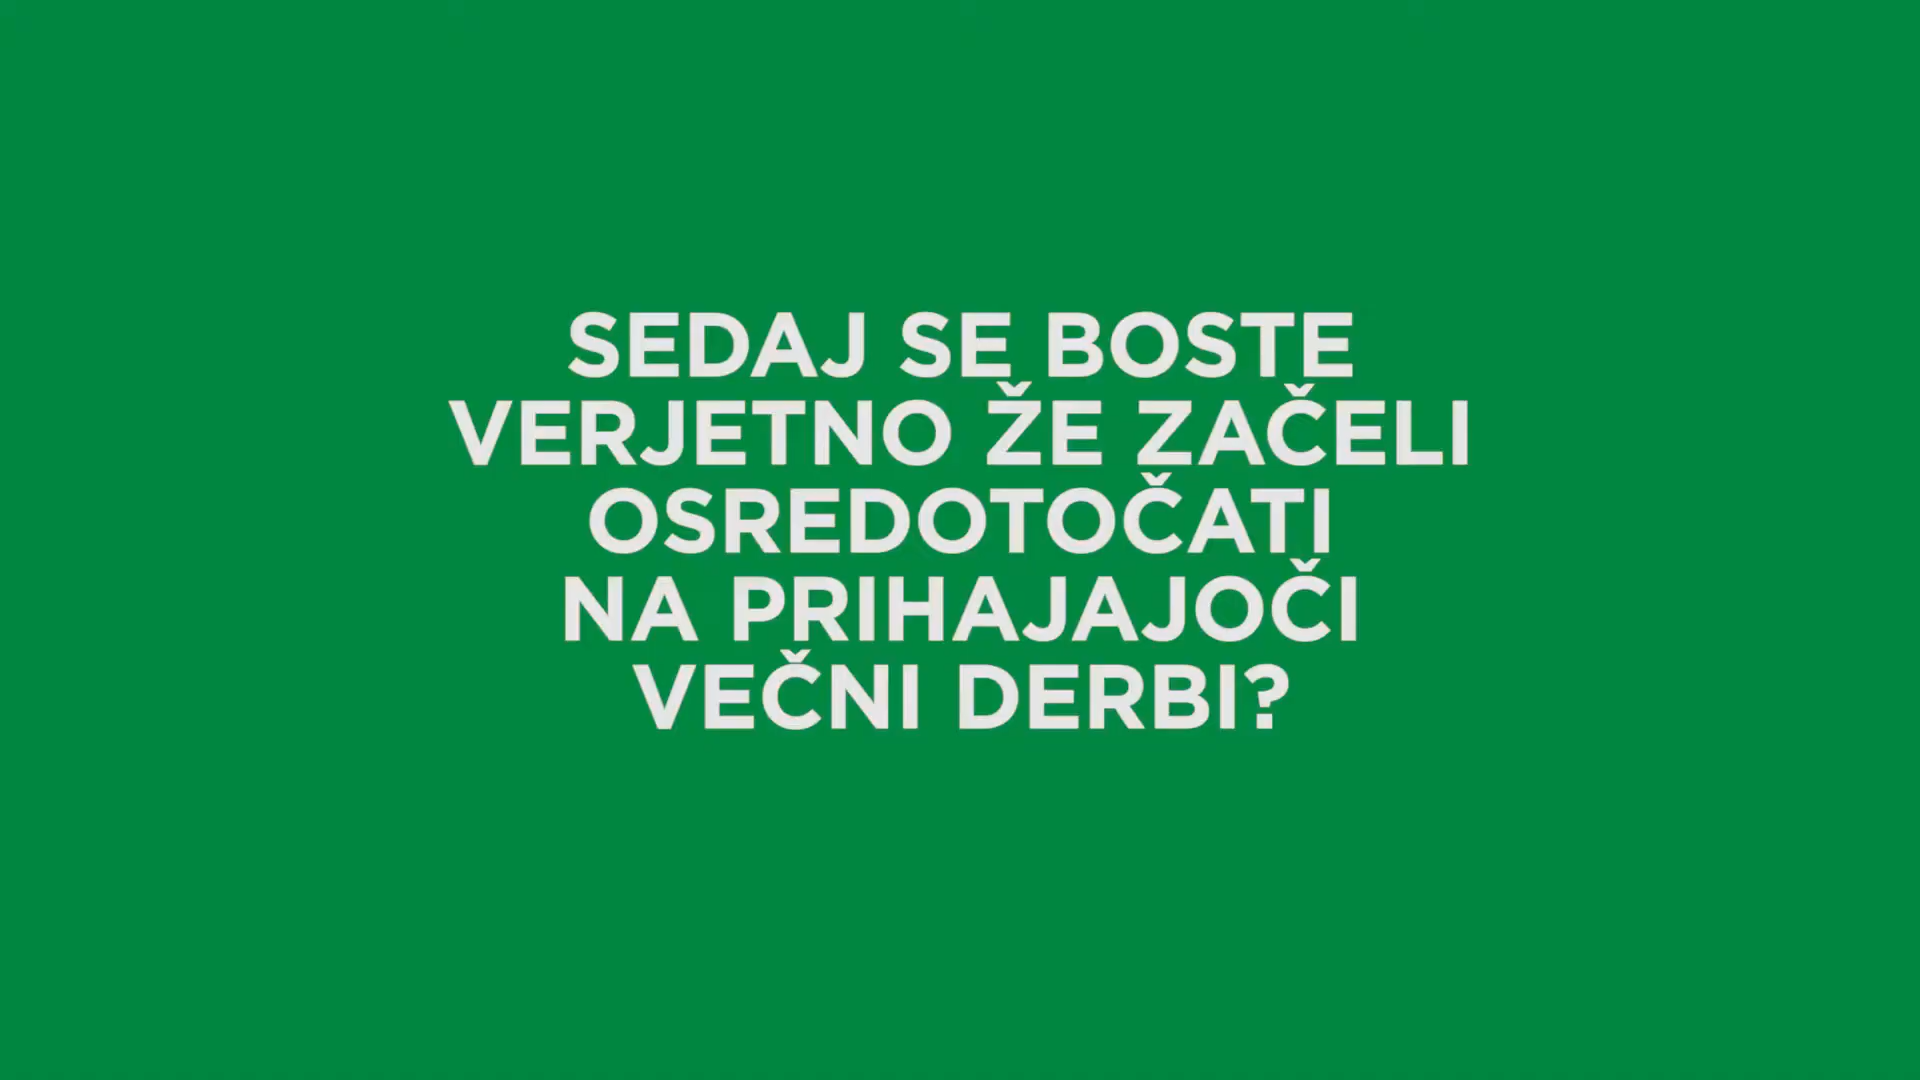 SEDAJ SE BOSTE
VERJETNO ŽE ZAČELI
OSREDOTOČATI
NA PRIHAJAJOČI
VEČNI DERBI?